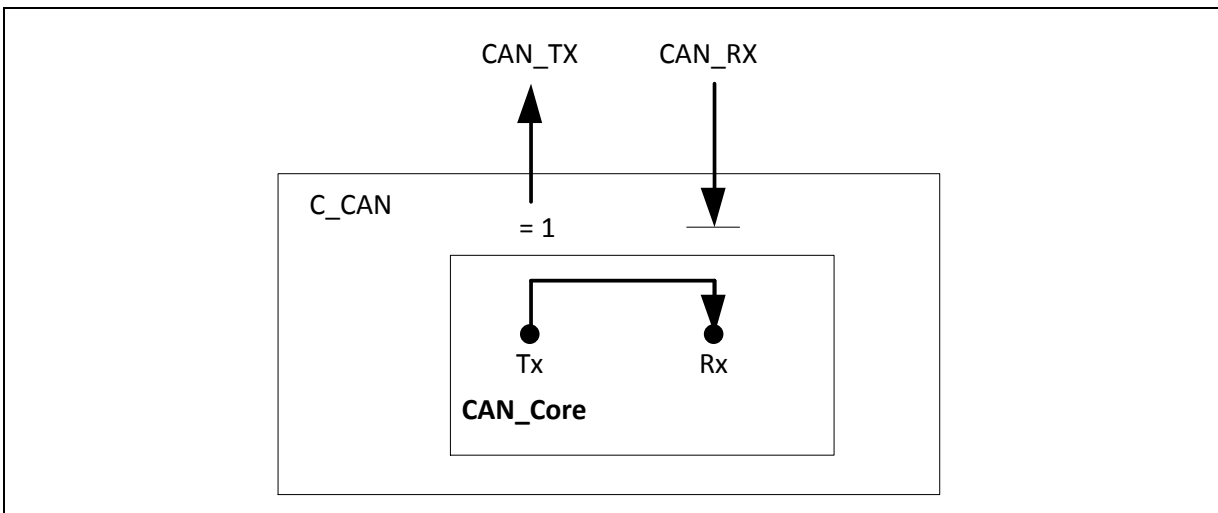 CAN_TX CAN_RX
C_CAN
= 1
Tx Rx
CAN_Core